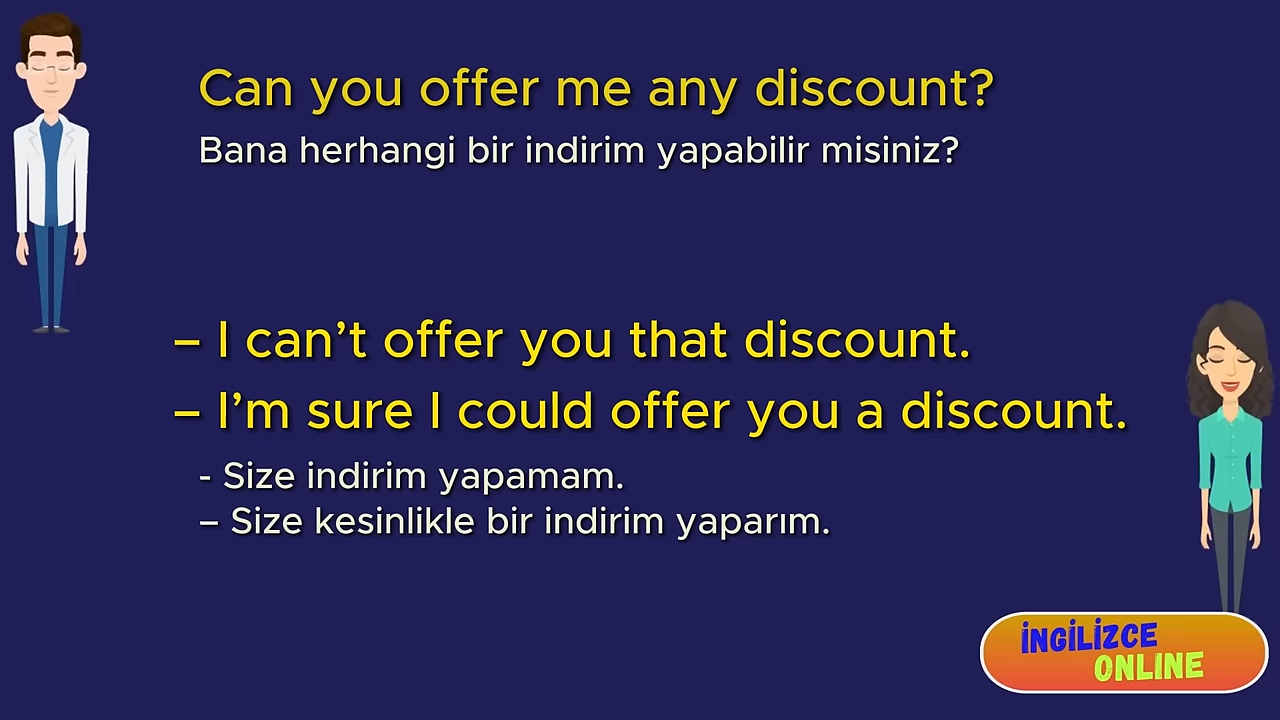 Can you offer me any discount?
Bana herhangi bir indirim yapabilir misiniz?
– I can’t offer you that discount.
– I’m sure I could offer you a discount.
- Size indirim yapamam.
– Size kesinlikle bir indirim yaparım.
İNGİLİZCE
ONLINE